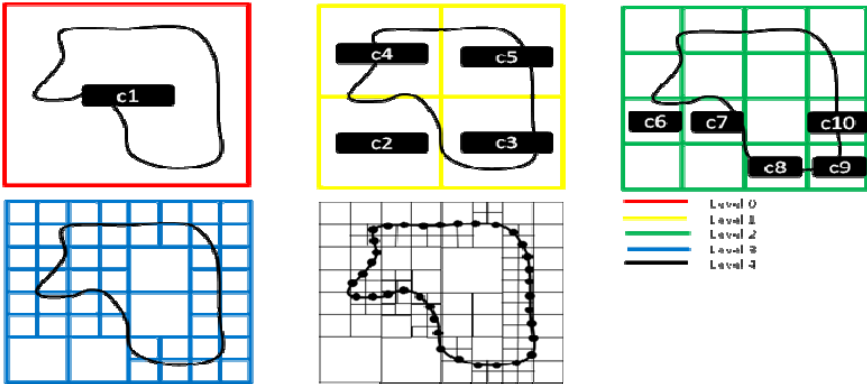 c1
c4
c5
c2
c3
c6
c7
c10
c8
c9
Level 0
Level 1
Level 2
Level 3
Level 4